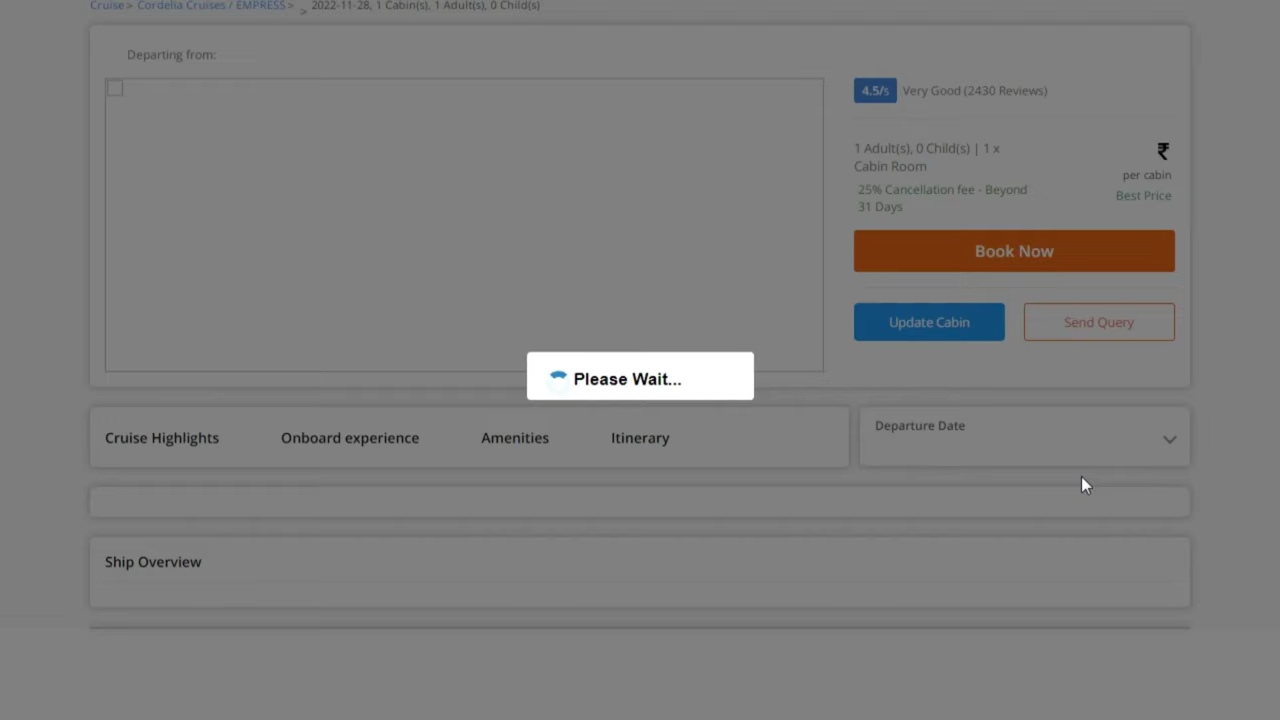 Cruise > Cordelia Cruises / EMPRESS > > 2022-11-28, 1 Cabin(s), 1 Adult(s), 0 Child(s)
Departing from:
4.5/5 Very Good (2430 Reviews)
1 Adult(s), 0 Child(s) | 1 x
Cabin Room
₹
per cabin
25% Cancellation fee - Beyond
31 Days
Best Price
Book Now
Update Cabin
Send Query
Please Wait...
Cruise Highlights
Onboard experience
Amenities
Itinerary
Departure Date
Ship Overview